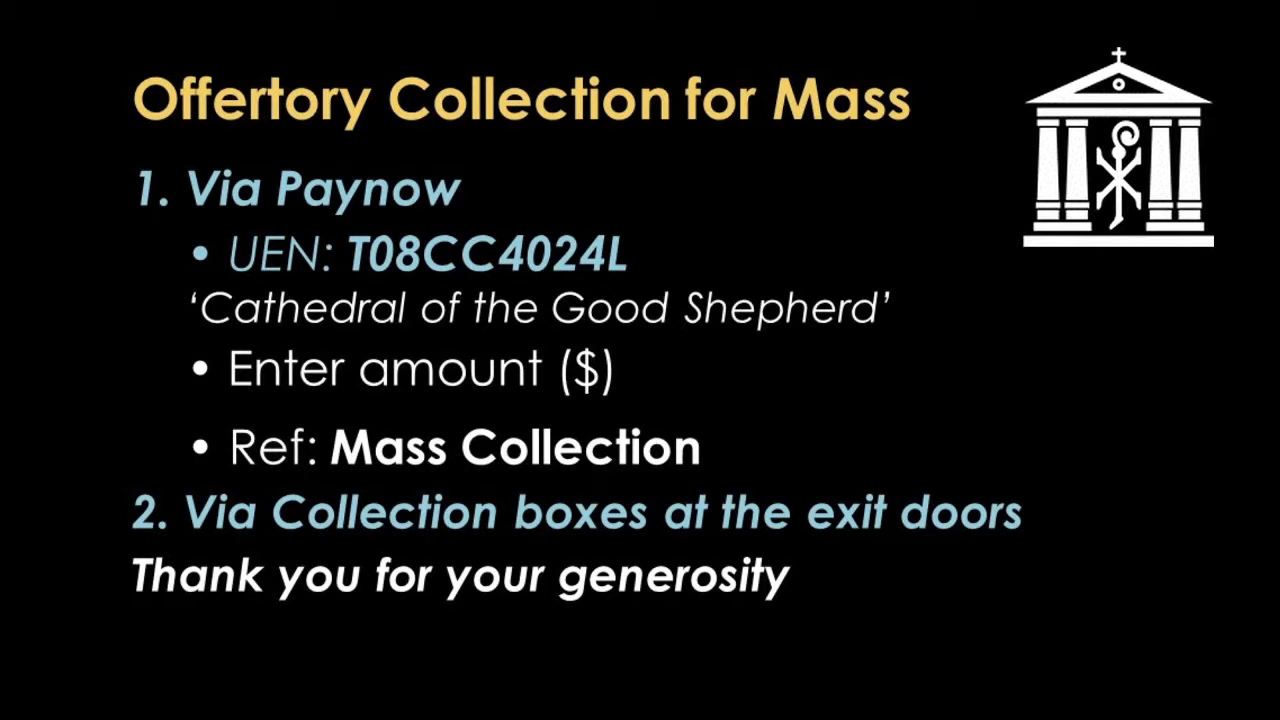 Offertory Collection for Mass
1. Via Paynow
• UEN: T08CC4024L
‘Cathedral of the Good Shepherd’
• Enter amount ($)
• Ref: Mass Collection
2. Via Collection boxes at the exit doors
Thank you for your generosity